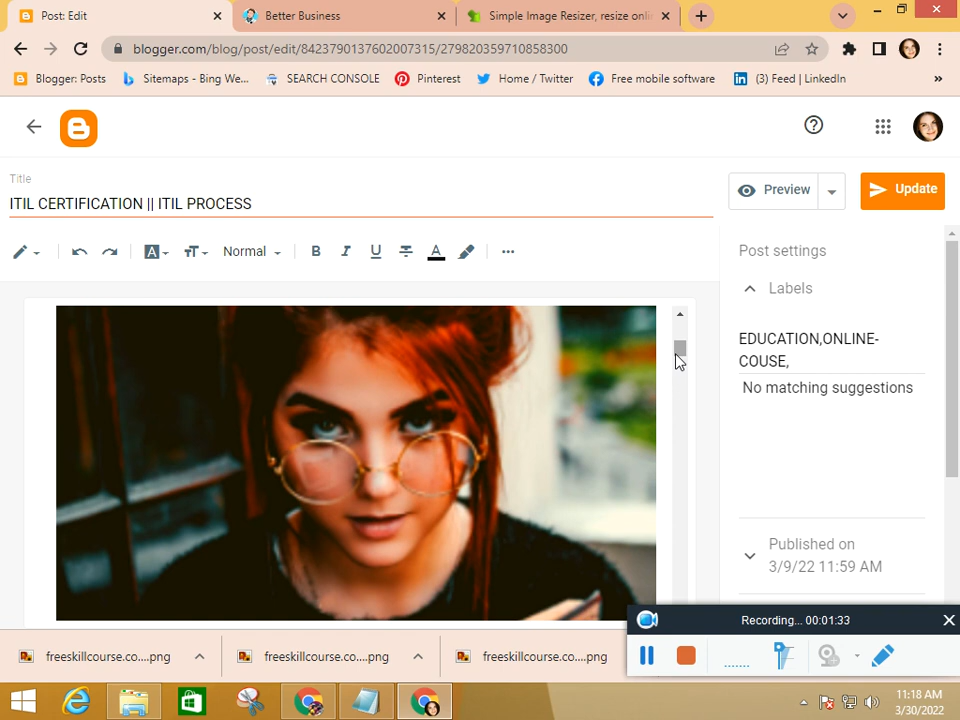 Post: Edit
Better Business
Simple Image Resizer, resize onli
blogger.com/blog/post/edit/8423790137602007315/279820359710858300
Blogger: Posts
Sitemaps - Bing We...
SEARCH CONSOLE
Pinterest
Home / Twitter
Free mobile software
(3) Feed | LinkedIn
»
Title
ITIL CERTIFICATION || ITIL PROCESS
Preview
Update
Normal
B
I
U
A
Post settings
Labels
EDUCATION,ONLINE-
COUSE,
No matching suggestions
Published on
3/9/22 11:59 AM
Recording... 00:01:33
freeskillcourse.co....png
freeskillcourse.co....png
freeskillcourse.co....png
11:18 AM
3/30/2022